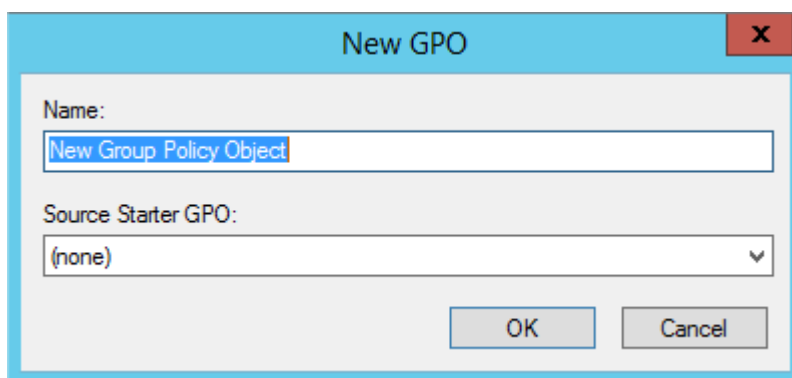 New GPO
x
Name:
New Group Policy Object
Source Starter GPO:
(none)
OK Cancel